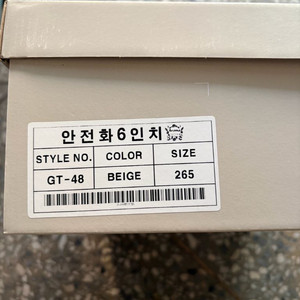 안전화6인치
STYLE NO. COLOR SIZE
GT-48 BEIGE 265